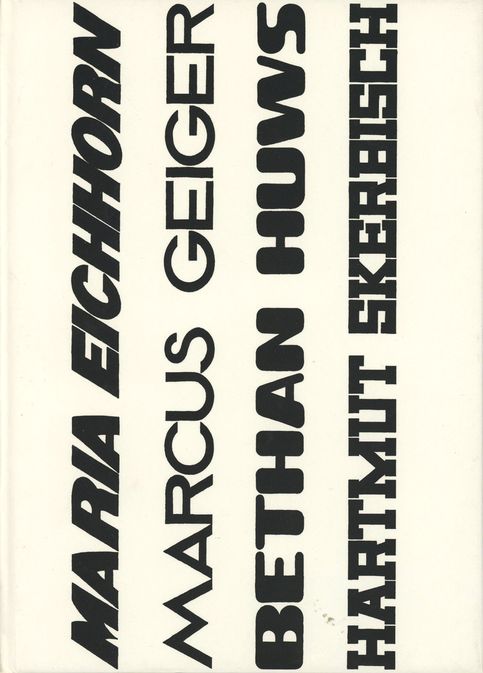 MARIA EICHHORN
MARCUS GEIGER
BETHAN HUWS
HARTMUT SKERBISCH